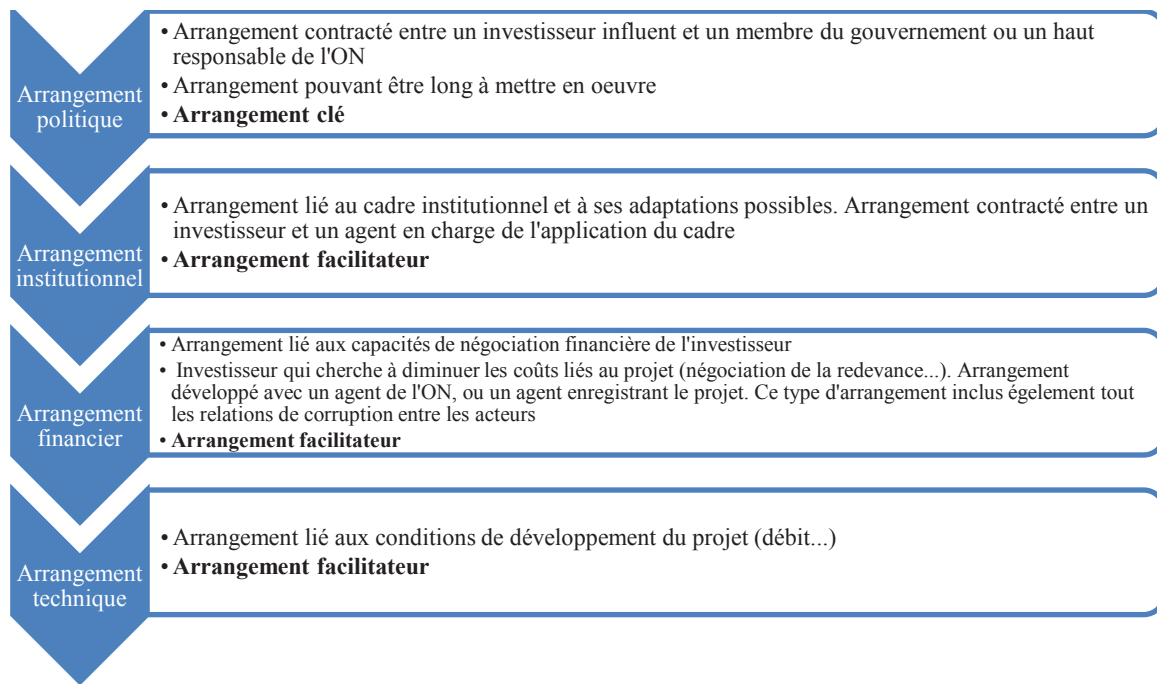 Arrangement
politique
• Arrangement contracté entre un investisseur influent et un membre du gouvernement ou un haut
responsable de l'ON
• Arrangement pouvant être long à mettre en oeuvre
• Arrangement clé
Arrangement
institutionnel
• Arrangement lié au cadre institutionnel et à ses adaptations possibles. Arrangement contracté entre un
investisseur et un agent en charge de l'application du cadre
• Arrangement facilitateur
Arrangement
financier
• Arrangement lié aux capacités de négociation financière de l'investisseur
• Investisseur qui cherche à diminuer les coûts liés au projet (négociation de la redevance...). Arrangement
développé avec un agent de l'ON, ou un agent enregistrant le projet. Ce type d'arrangement inclus égelement tout
les relations de corruption entre les acteurs
• Arrangement facilitateur
Arrangement
technique
• Arrangement lié aux conditions de développement du projet (débit...)
• Arrangement facilitateur